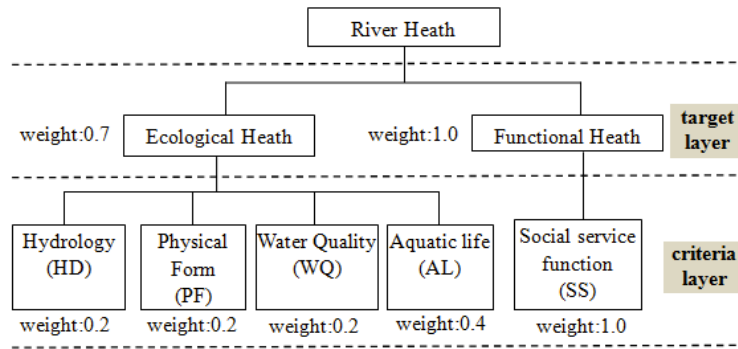 River Heath
weight:0.7
Ecological Heath
weight:1.0
Functional Heath
target
layer
Hydrology
(HD)
Physical
Form
(PF)
Water Quality
(WQ)
Aquatic life
(AL)
Social service
function
(SS)
criteria
layer
weight:0.2
weight:0.2
weight:0.2
weight:0.4
weight:1.0